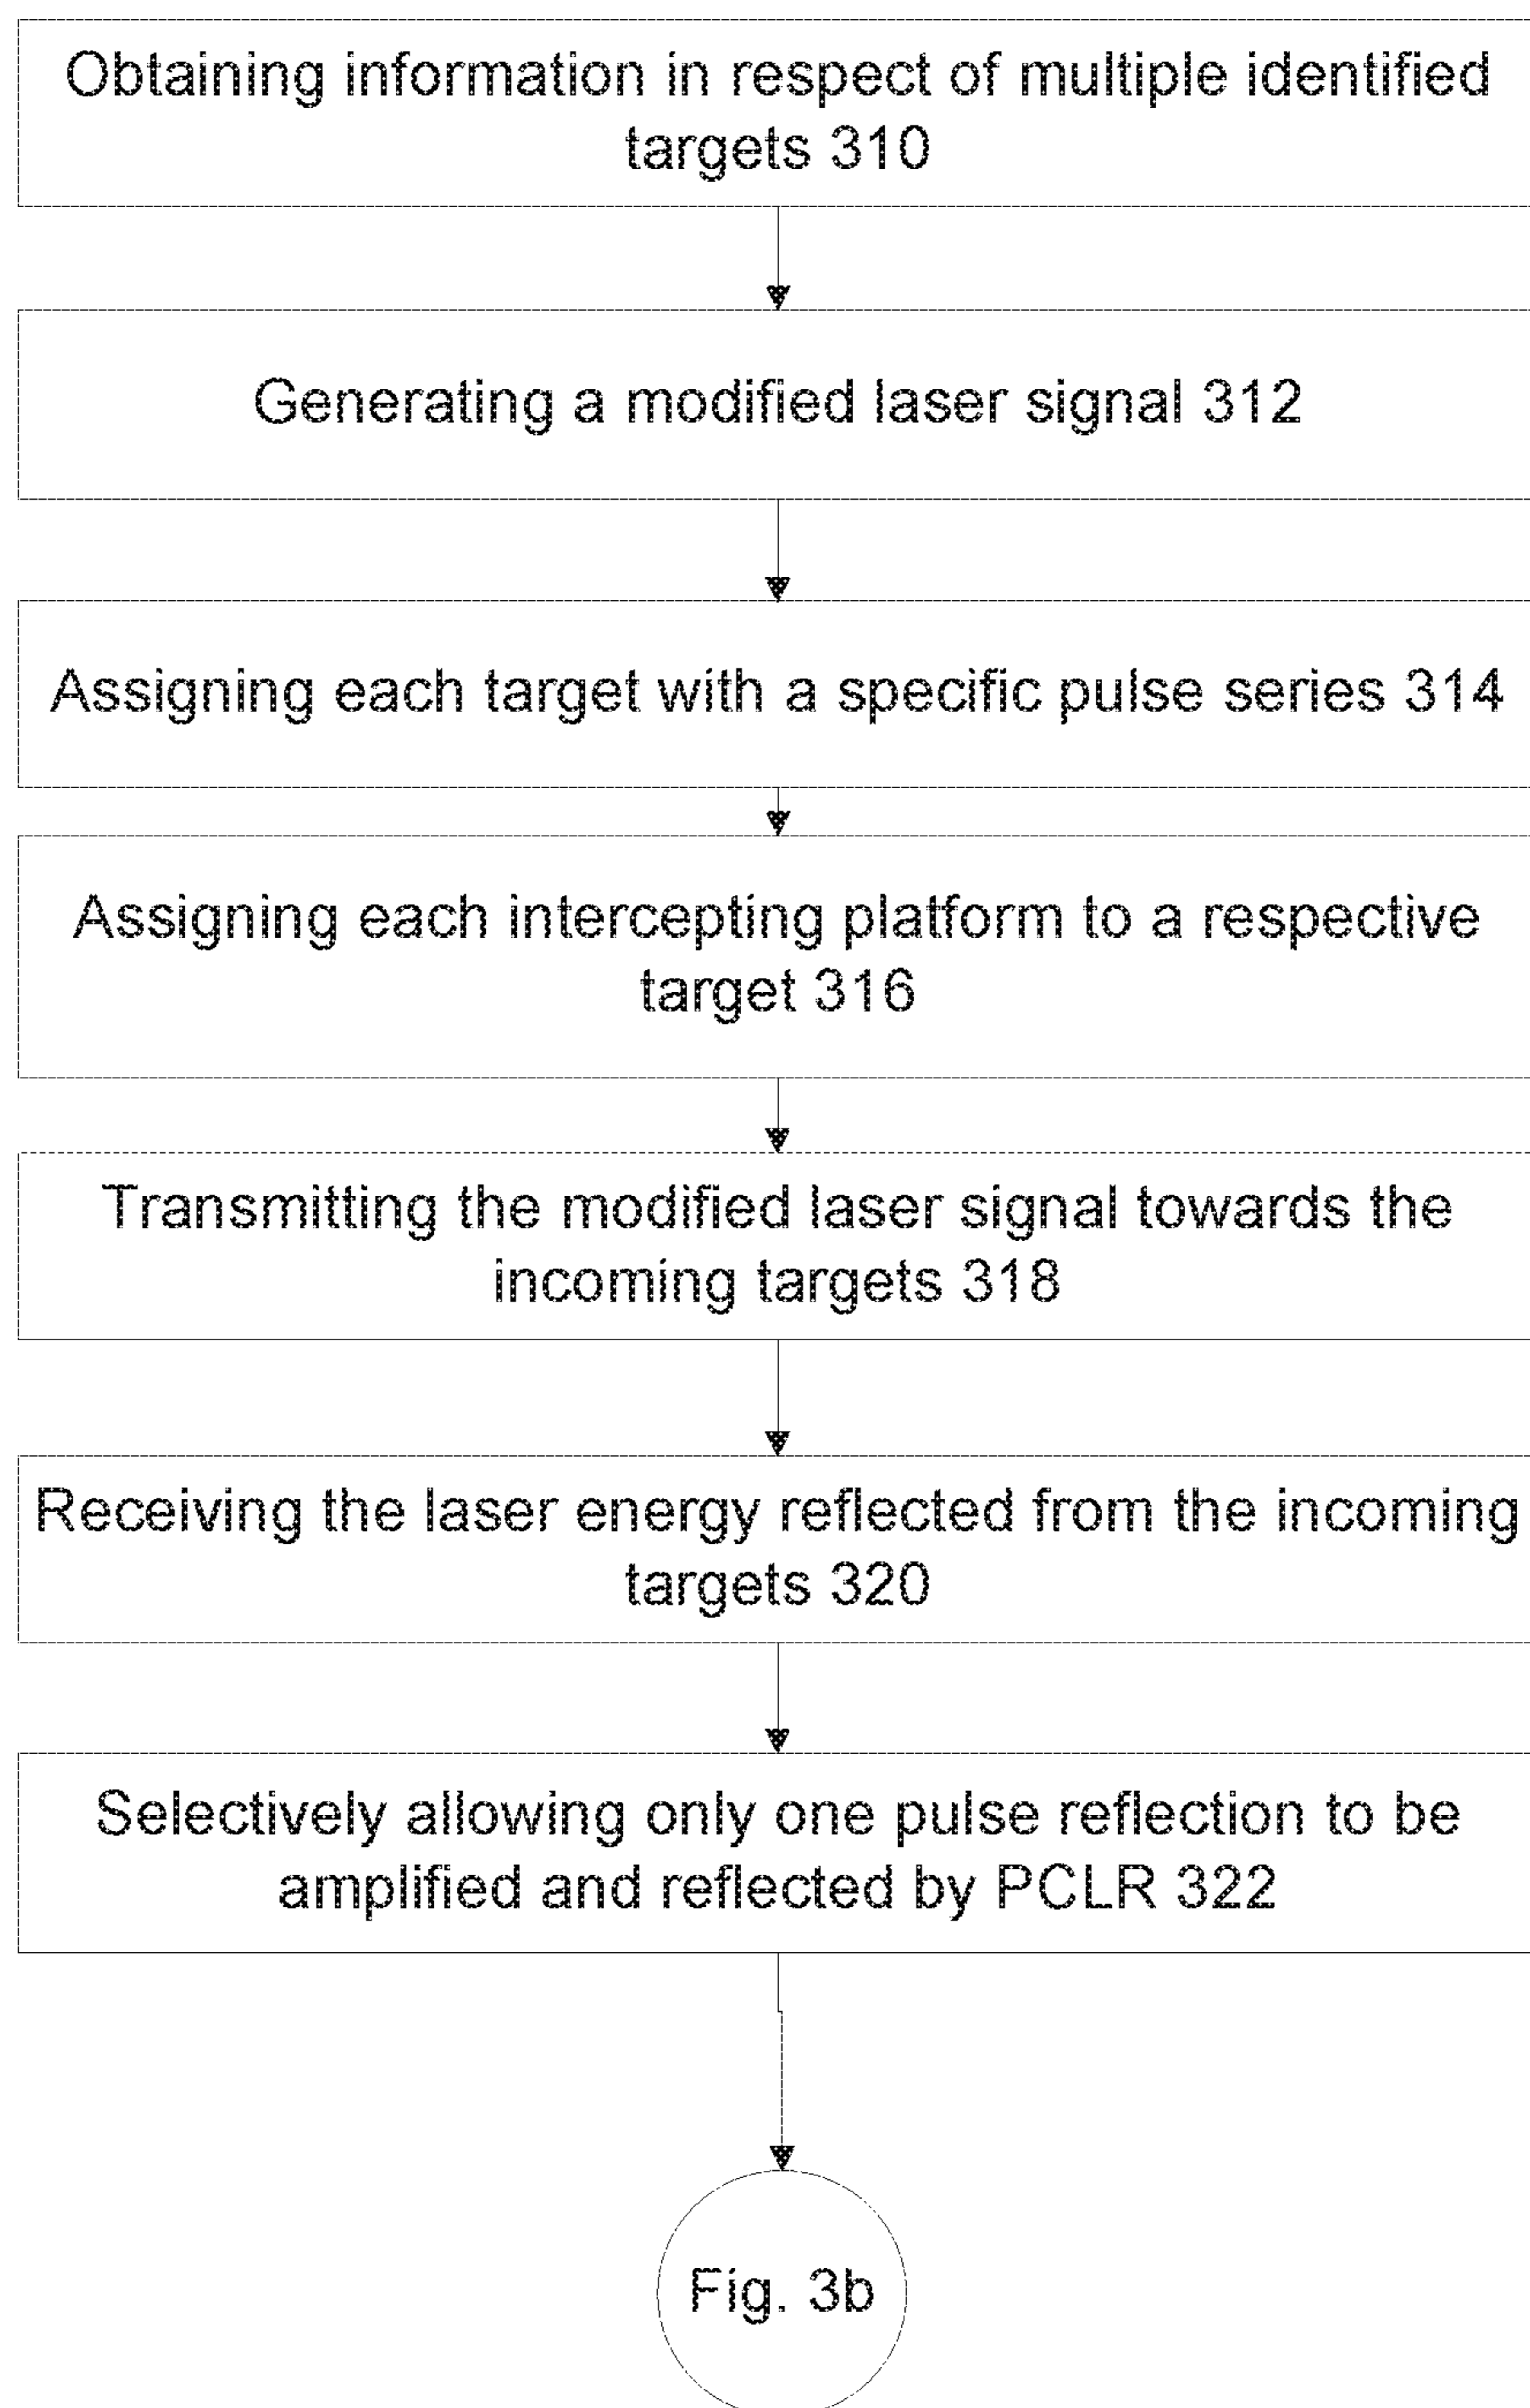 Obtaining information in respect of multiple identified
targets 310
Generating a modified laser signal 312
Assigning each target with a specific pulse series 314
Assigning each intercepting platform to a respective
target 316
Transmitting the modified laser signal towards the
incoming targets 318
Receiving the laser energy reflected from the incoming
targets 320
Selectively allowing only one pulse reflection to be
amplified and reflected by PCLR 322
Fig. 3b